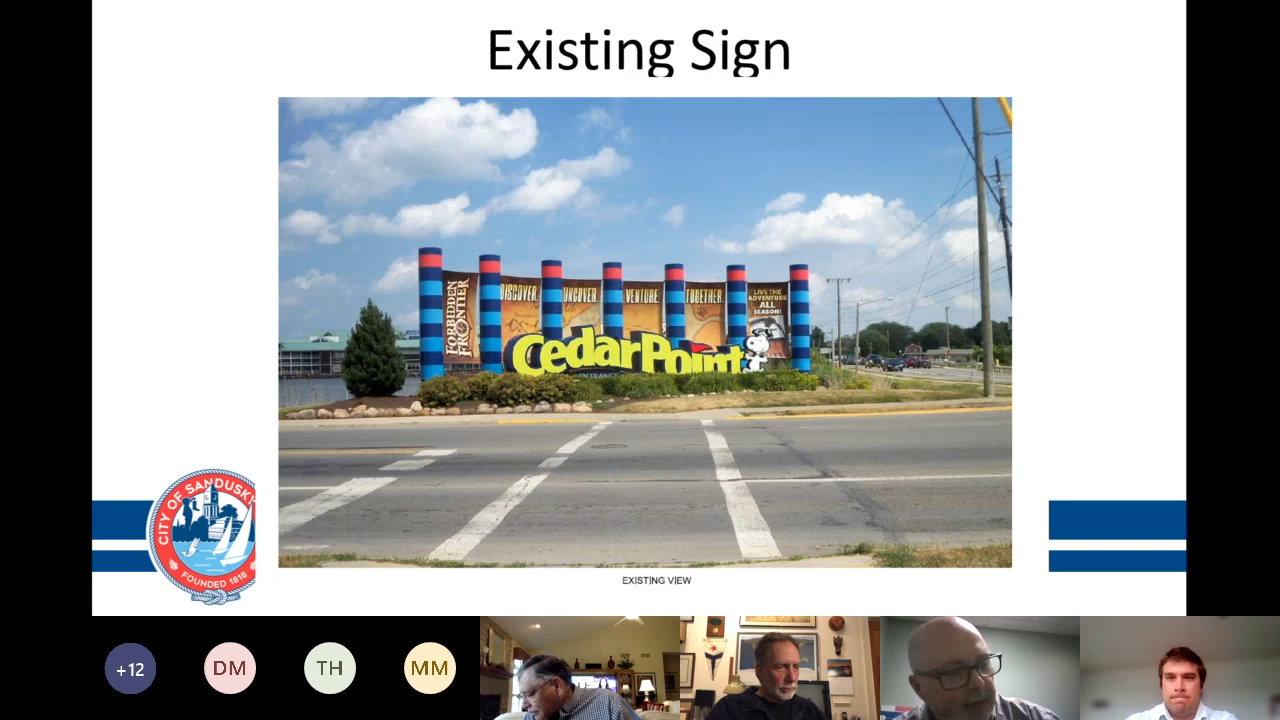 Existing Sign
FORBIDDEN
FRONTIER
DISCOVER.
UNCOVER.
VENTURE
TOGETHER.
LIVE THE
ADVENTURE
ALL
SEASON!
CedarPoint
ENTRANCE
CITY OF SANDUSKY
FOUNDED 1818
EXISTING VIEW
+12
DM
TH
MM